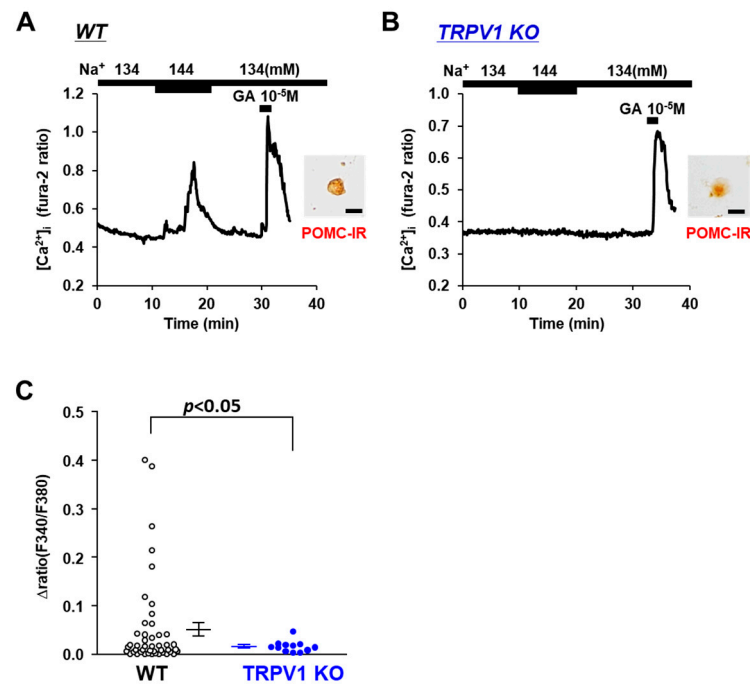 A
WT
Na⁺ 134 144 134(mM)
GA 10⁻⁵M
1.2
1.0
0.8
0.6
0.4
0.2
[Ca²⁺]ᵢ (fura-2 ratio)
0 10 20 30 40
Time (min)
POMC-IR
B
TRPV1 KO
Na⁺ 134 144 134(mM)
GA 10⁻⁵M
1.0
0.7
0.6
0.5
0.4
0.3
0.2
[Ca²⁺]ᵢ (fura-2 ratio)
0 10 20 30 40
Time (min)
POMC-IR
C
p<0.05
0.5
0.4
0.3
0.2
0.1
0.0
Δratio(F340/F380)
WT TRPV1 KO